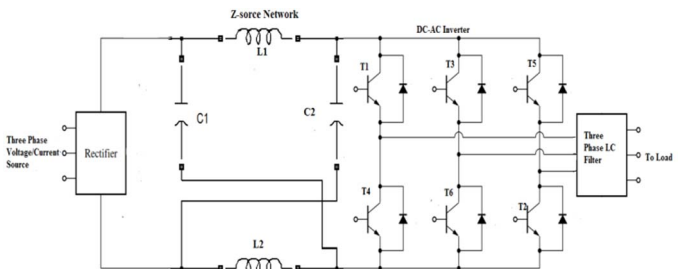 Z-sorce Network
DC-AC Inverter
L1
T1
T3
T5
C1
C2
Three Phase
Voltage/Current
Source
Rectifier
Three
Phase LC
Filter
To Load
T4
T6
T2
L2